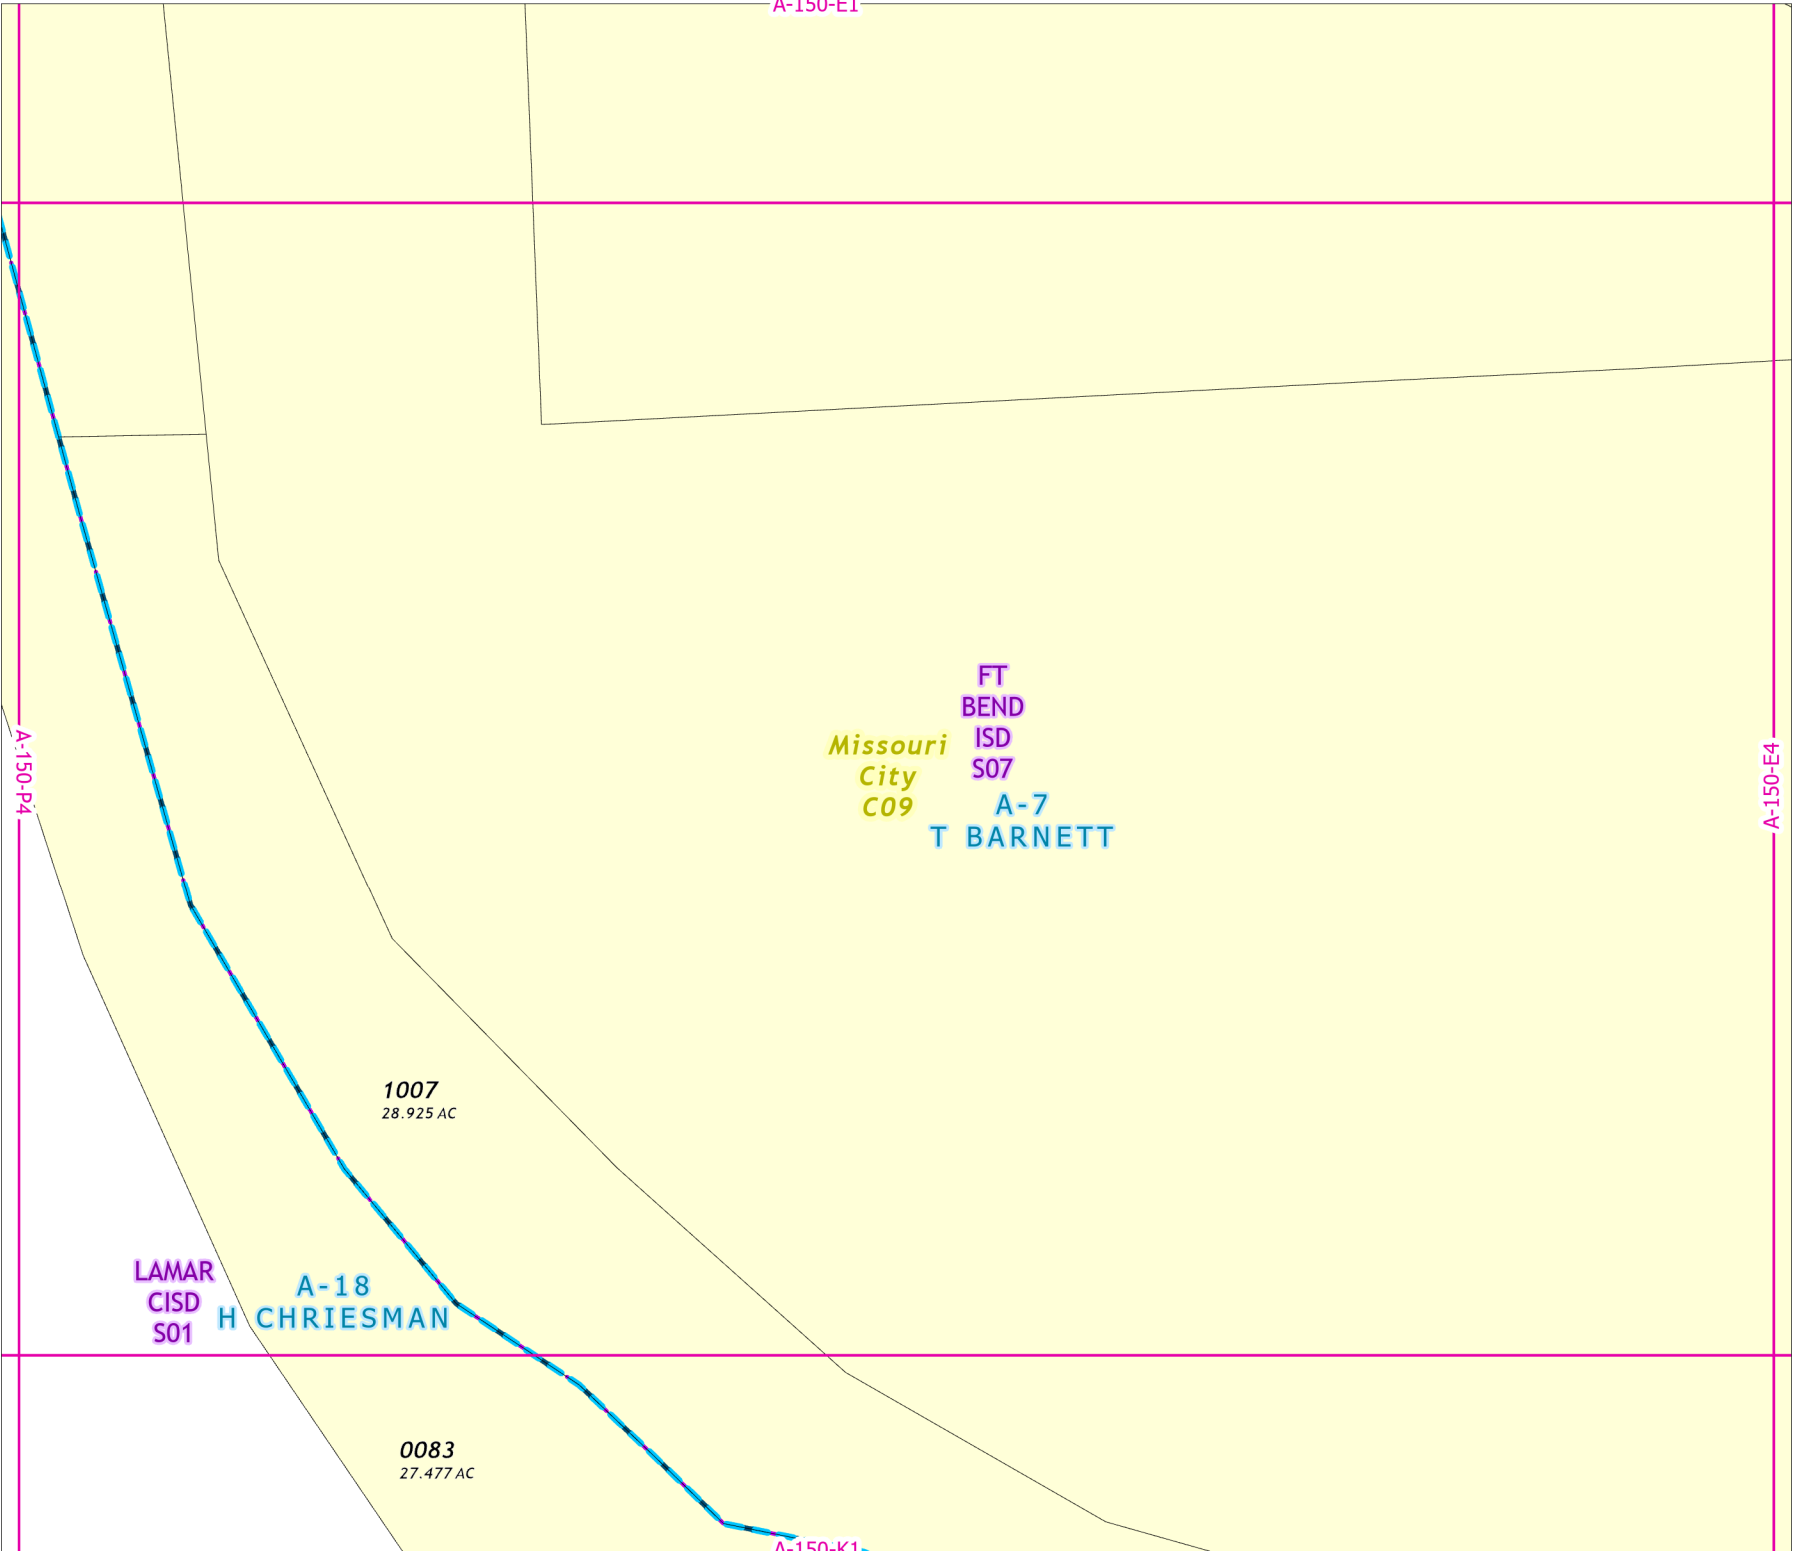 A-150-E1
FT
BEND
ISD
S07
Missouri
City
C09
A-7
T BARNETT
A-150-P4
A-150-E4
1007
28.925 AC
LAMAR
CISD
S01
A-18
H CHRIESMAN
0083
27.477 AC
A-150-K1